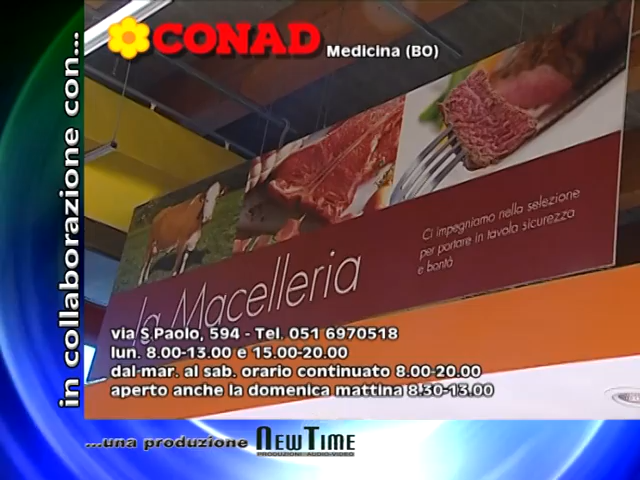 in collaborazione con...
CONAD
Medicina (BO)
Ci impegniamo nella selezione
per portare in tavola sicurezza
e bontà
la Macelleria
via S.Paolo, 594 - Tel. 051 6970518
lun. 8.00-13.00 e 15.00-20.00
dal mar. al sab. orario continuato 8.00-20.00
aperto anche la domenica mattina 8.30-13.00
...una produzione NEWTIME
PRODUZIONI AUDIO-VIDEO